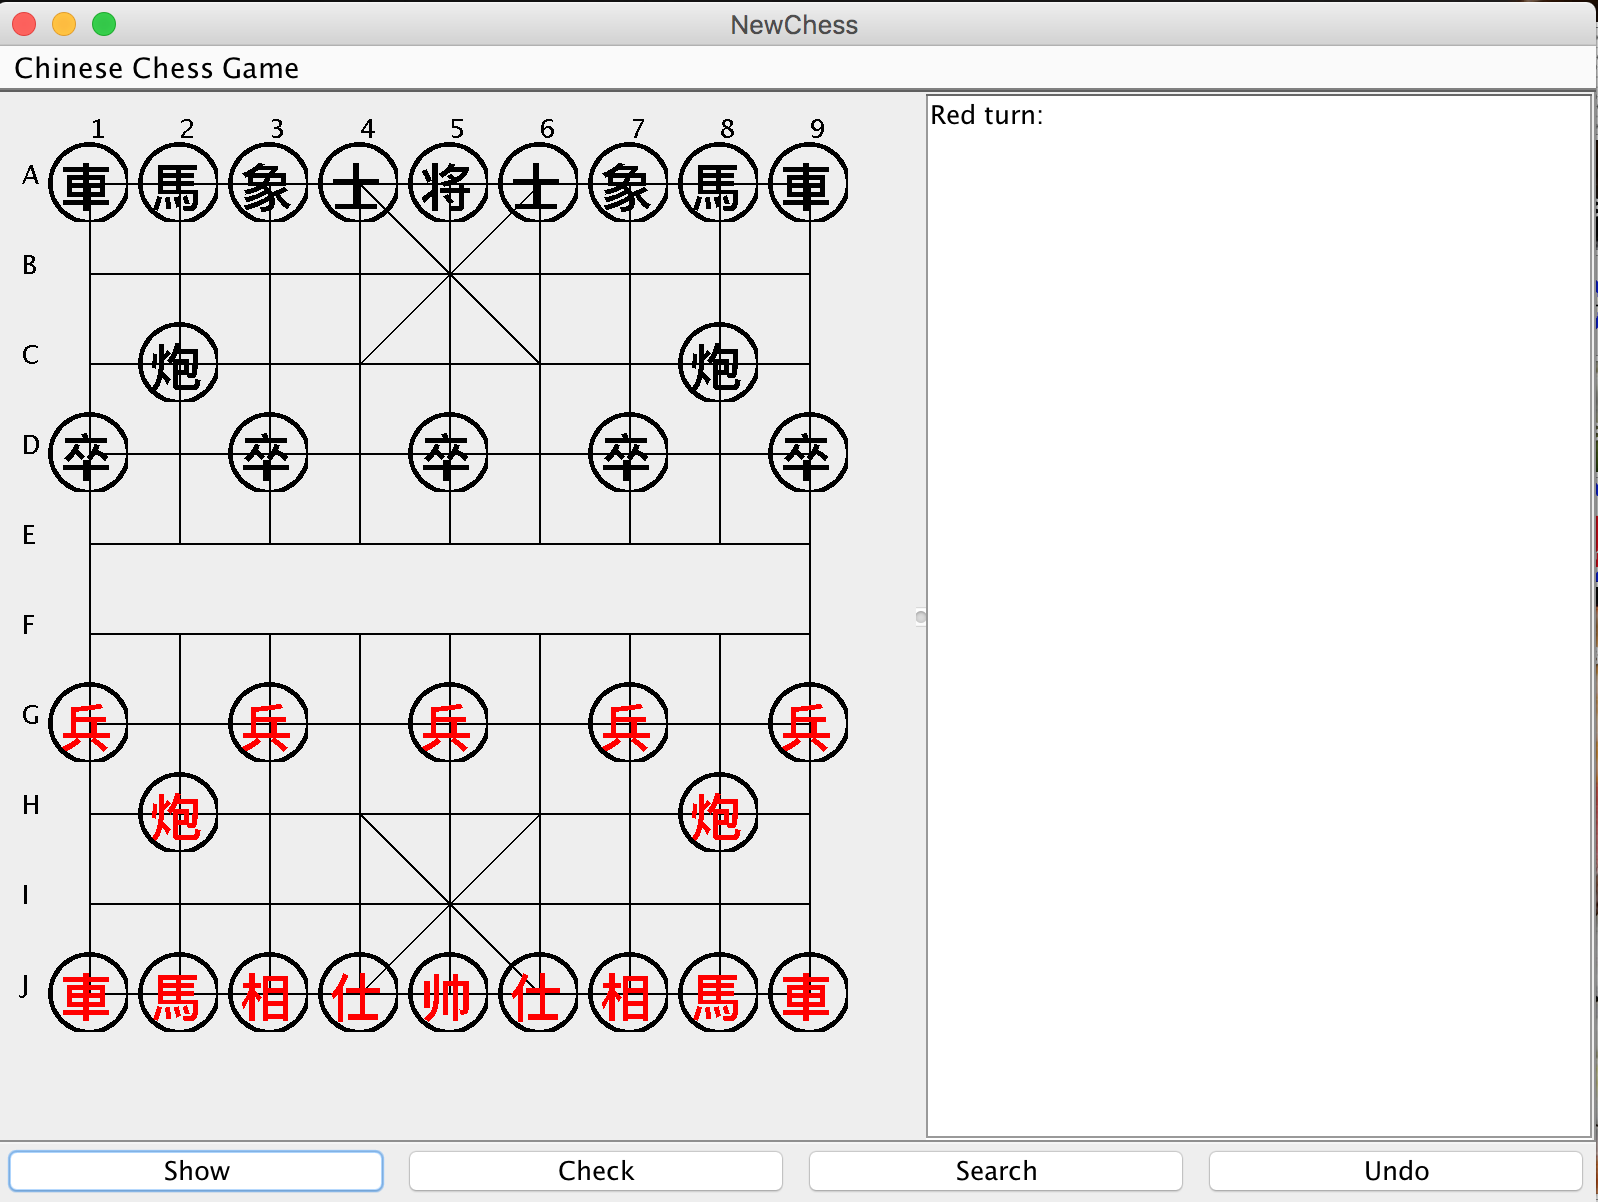 NewChess
Chinese Chess Game
Red turn:
1 2 3 4 5 6 7 8 9
A 車 馬 象 士 将 士 象 馬 車
B
C 炮 炮
D 卒 卒 卒 卒 卒
E
F
G 兵 兵 兵 兵 兵
H 炮 炮
I
J 車 馬 相 仕 帅 仕 相 馬 車
Show Check Search Undo